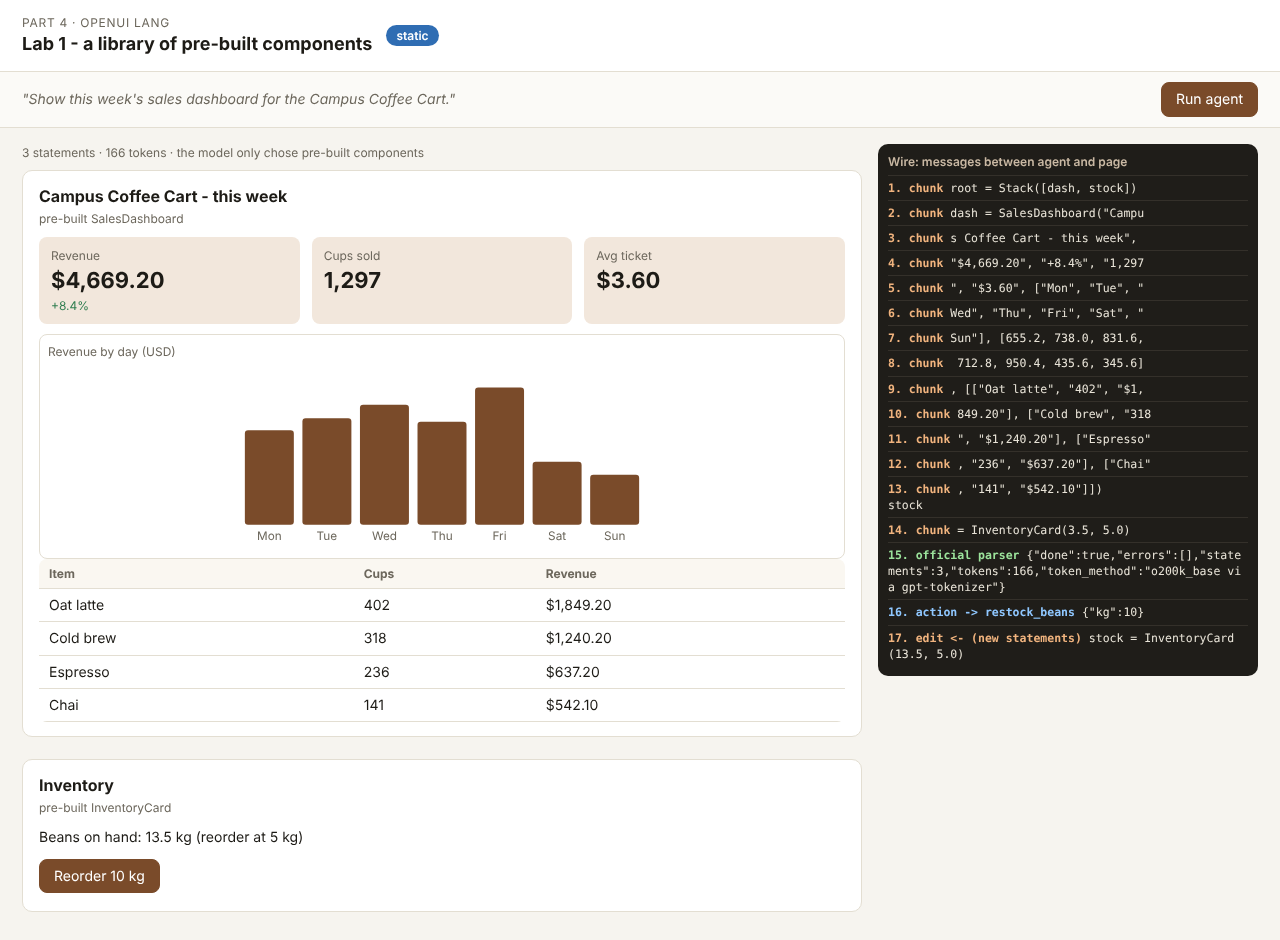 PART 4 · OPENUI LANG
Lab 1 - a library of pre-built components
static
"Show this week's sales dashboard for the Campus Coffee Cart."
Run agent
3 statements · 166 tokens · the model only chose pre-built components
Campus Coffee Cart - this week
pre-built SalesDashboard
Revenue
$4,669.20
+8.4%
Cups sold
1,297
Avg ticket
$3.60
Revenue by day (USD)
Mon Tue Wed Thu Fri Sat Sun
Item Cups Revenue
Oat latte 402 $1,849.20
Cold brew 318 $1,240.20
Espresso 236 $637.20
Chai 141 $542.10
Inventory
pre-built InventoryCard
Beans on hand: 13.5 kg (reorder at 5 kg)
Reorder 10 kg
Wire: messages between agent and page
1. chunk root = Stack([dash, stock])
2. chunk dash = SalesDashboard("Campu
3. chunk s Coffee Cart - this week",
4. chunk "$4,669.20", "+8.4%", "1,297
5. chunk ", "$3.60", ["Mon", "Tue", "
6. chunk Wed", "Thu", "Fri", "Sat", "
7. chunk Sun"], [655.2, 738.0, 831.6,
8. chunk 712.8, 950.4, 435.6, 345.6]
9. chunk , [["Oat latte", "402", "$1,
10. chunk 849.20"], ["Cold brew", "318
11. chunk ", "$1,240.20"], ["Espresso"
12. chunk , "236", "$637.20"], ["Chai"
13. chunk , "141", "$542.10"]])
stock
14. chunk = InventoryCard(3.5, 5.0)
15. official parser {"done":true,"errors":[],"state
ments":3,"tokens":166,"token_method":"o200k_base vi
a gpt-tokenizer"}
16. action -> restock_beans {"kg":10}
17. edit <- (new statements) stock = InventoryCard
(13.5, 5.0)